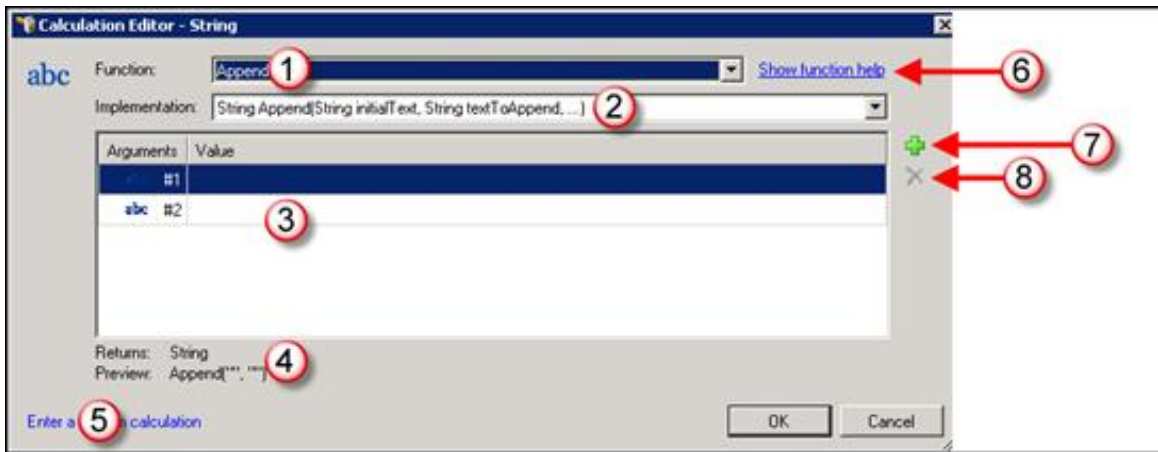 Calculation Editor - String
abc Function: Append 1 Show function help 6
Implementation: String Append(String initialText, String textToAppend, ...) 2
Arguments Value 7
#1 8
abc #2
3
Returns: String
Preview: Append("", "") 4
Enter a 5 calculation OK Cancel